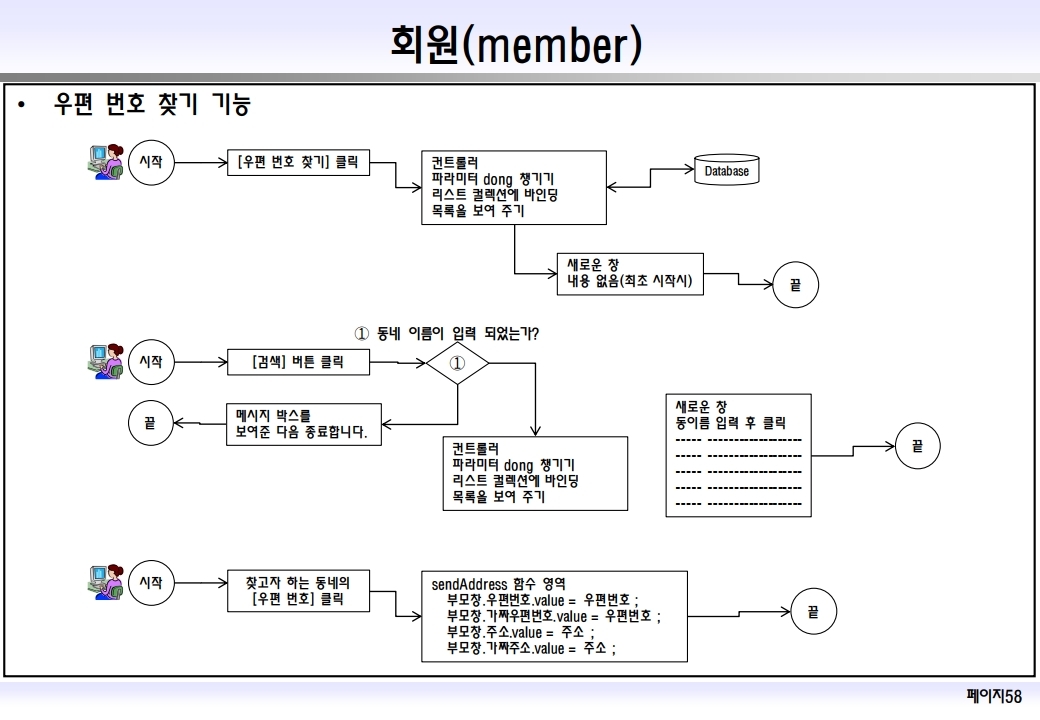 회원(member)
• 우편 번호 찾기 기능
시작
[우편 번호 찾기] 클릭
컨트롤러
파라미터 dong 챙기기
리스트 컬렉션에 바인딩
목록을 보여 주기
Database
새로운 창
내용 없음(최초 시작시)
끝
① 동네 이름이 입력 되었는가?
시작
[검색] 버튼 클릭
①
끝
메시지 박스를
보여준 다음 종료합니다.
컨트롤러
파라미터 dong 챙기기
리스트 컬렉션에 바인딩
목록을 보여 주기
새로운 창
동이름 입력 후 클릭
----- ------------------
----- ------------------
----- ------------------
----- ------------------
----- ------------------
끝
시작
찾고자 하는 동네의
[우편 번호] 클릭
sendAddress 함수 영역
부모창.우편번호.value = 우편번호 ;
부모창.가짜우편번호.value = 우편번호 ;
부모창.주소.value = 주소 ;
부모창.가짜주소.value = 주소 ;
끝
페이지58